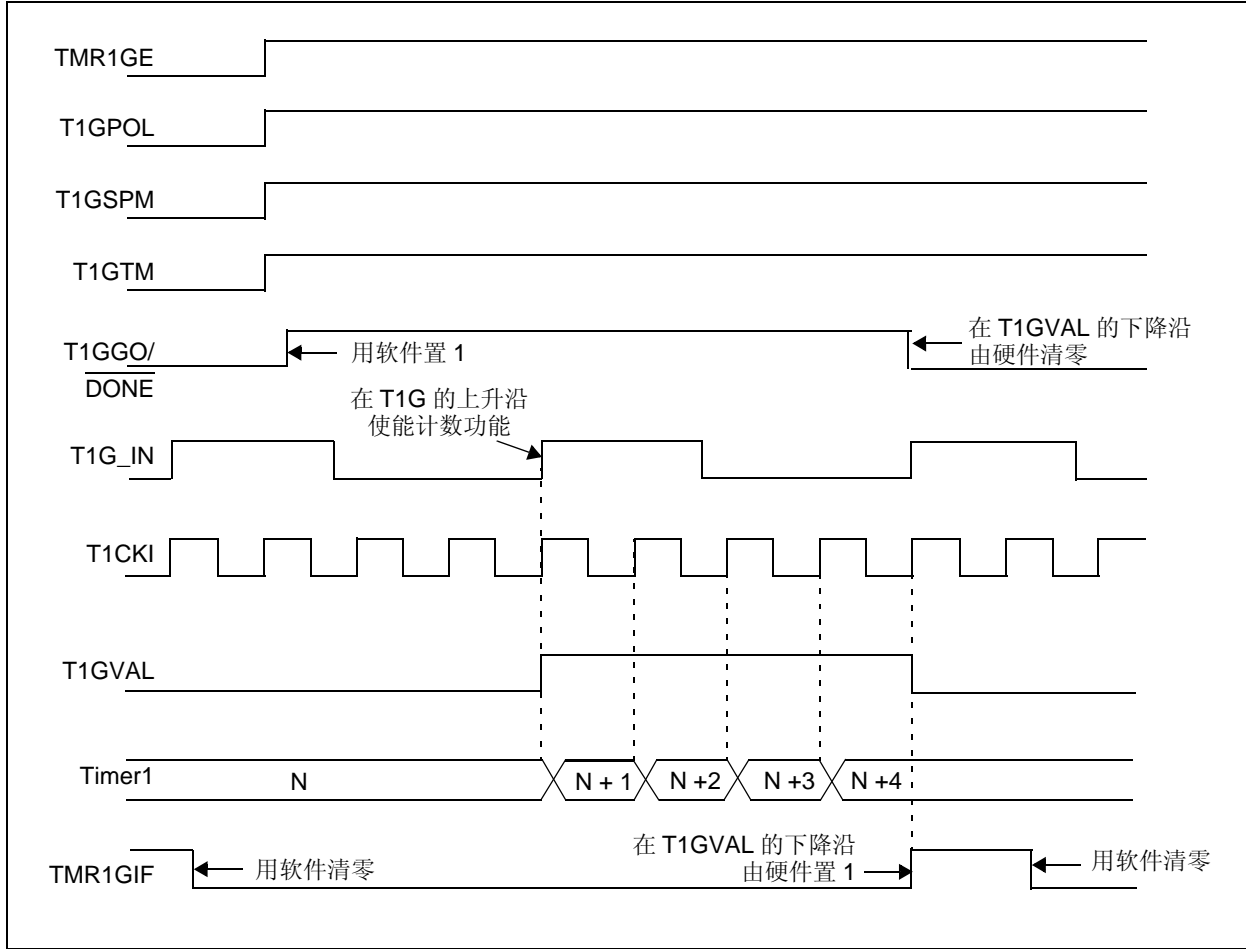 TMR1GE
T1GPOL
T1GSPM
T1GTM
T1GGO/
DONE
用软件置 1
在 T1GVAL 的下降沿
由硬件清零
在 T1G 的上升沿
使能计数功能
T1G_IN
T1CKI
T1GVAL
Timer1
N
N + 1
N +2
N +3
N +4
TMR1GIF
用软件清零
在 T1GVAL 的下降沿
由硬件置 1
用软件清零